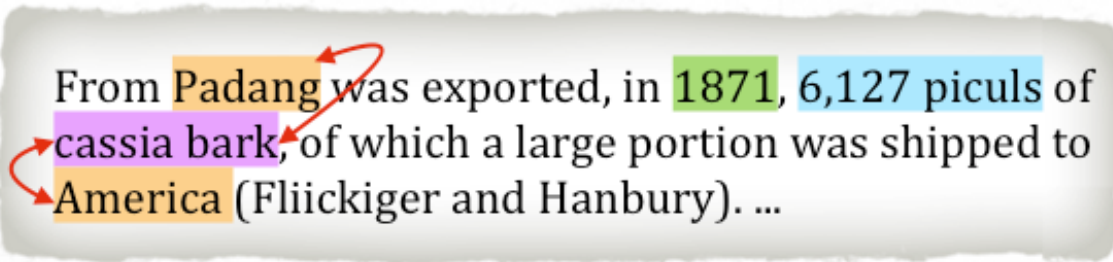 From Padang was exported, in 1871, 6,127 piculs of
cassia bark, of which a large portion was shipped to
America (Fliickiger and Hanbury). ...